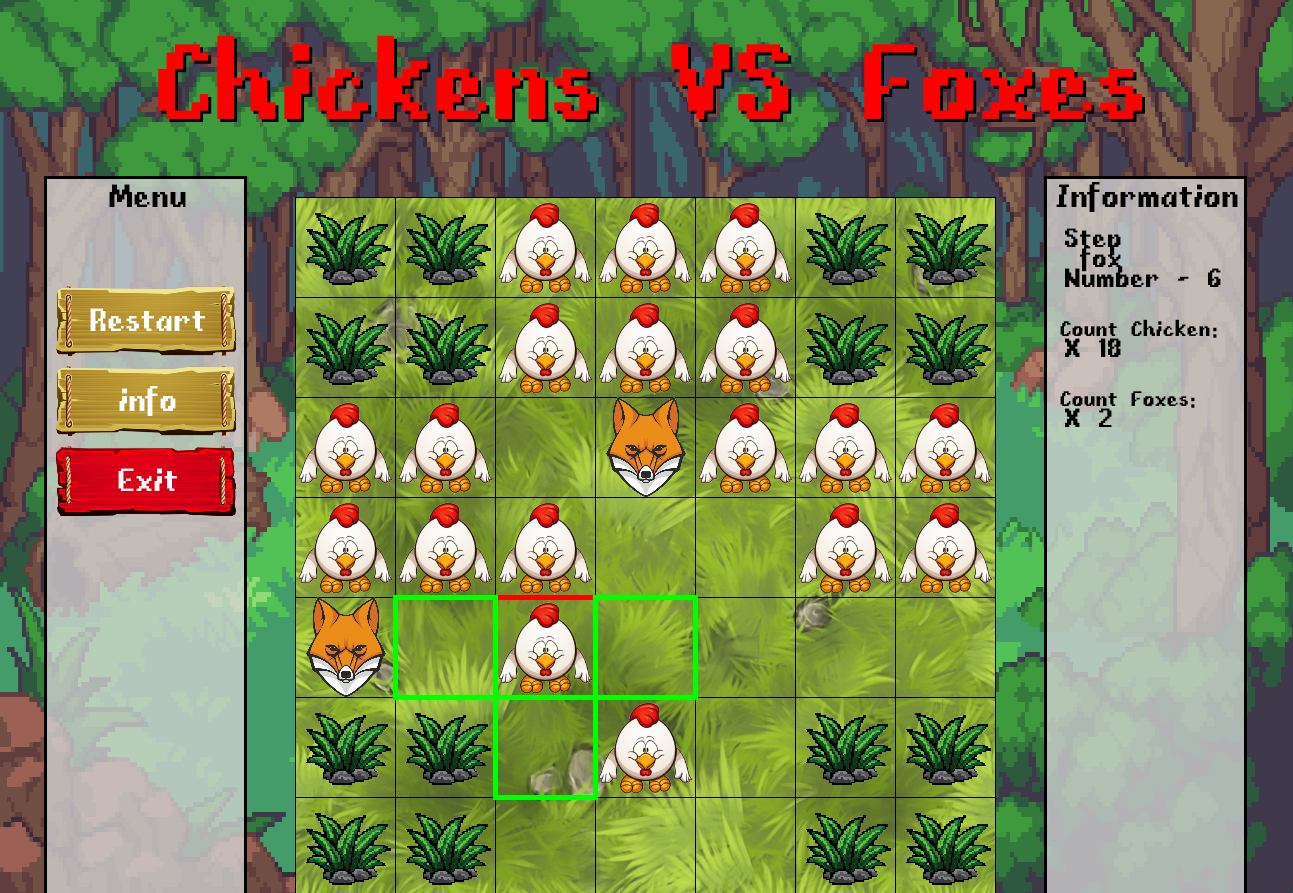 Chickens VS Foxes
Menu
Restart
info
Exit
Information
Step
fox
Number - 6
Count Chicken:
X 18
Count Foxes:
X 2